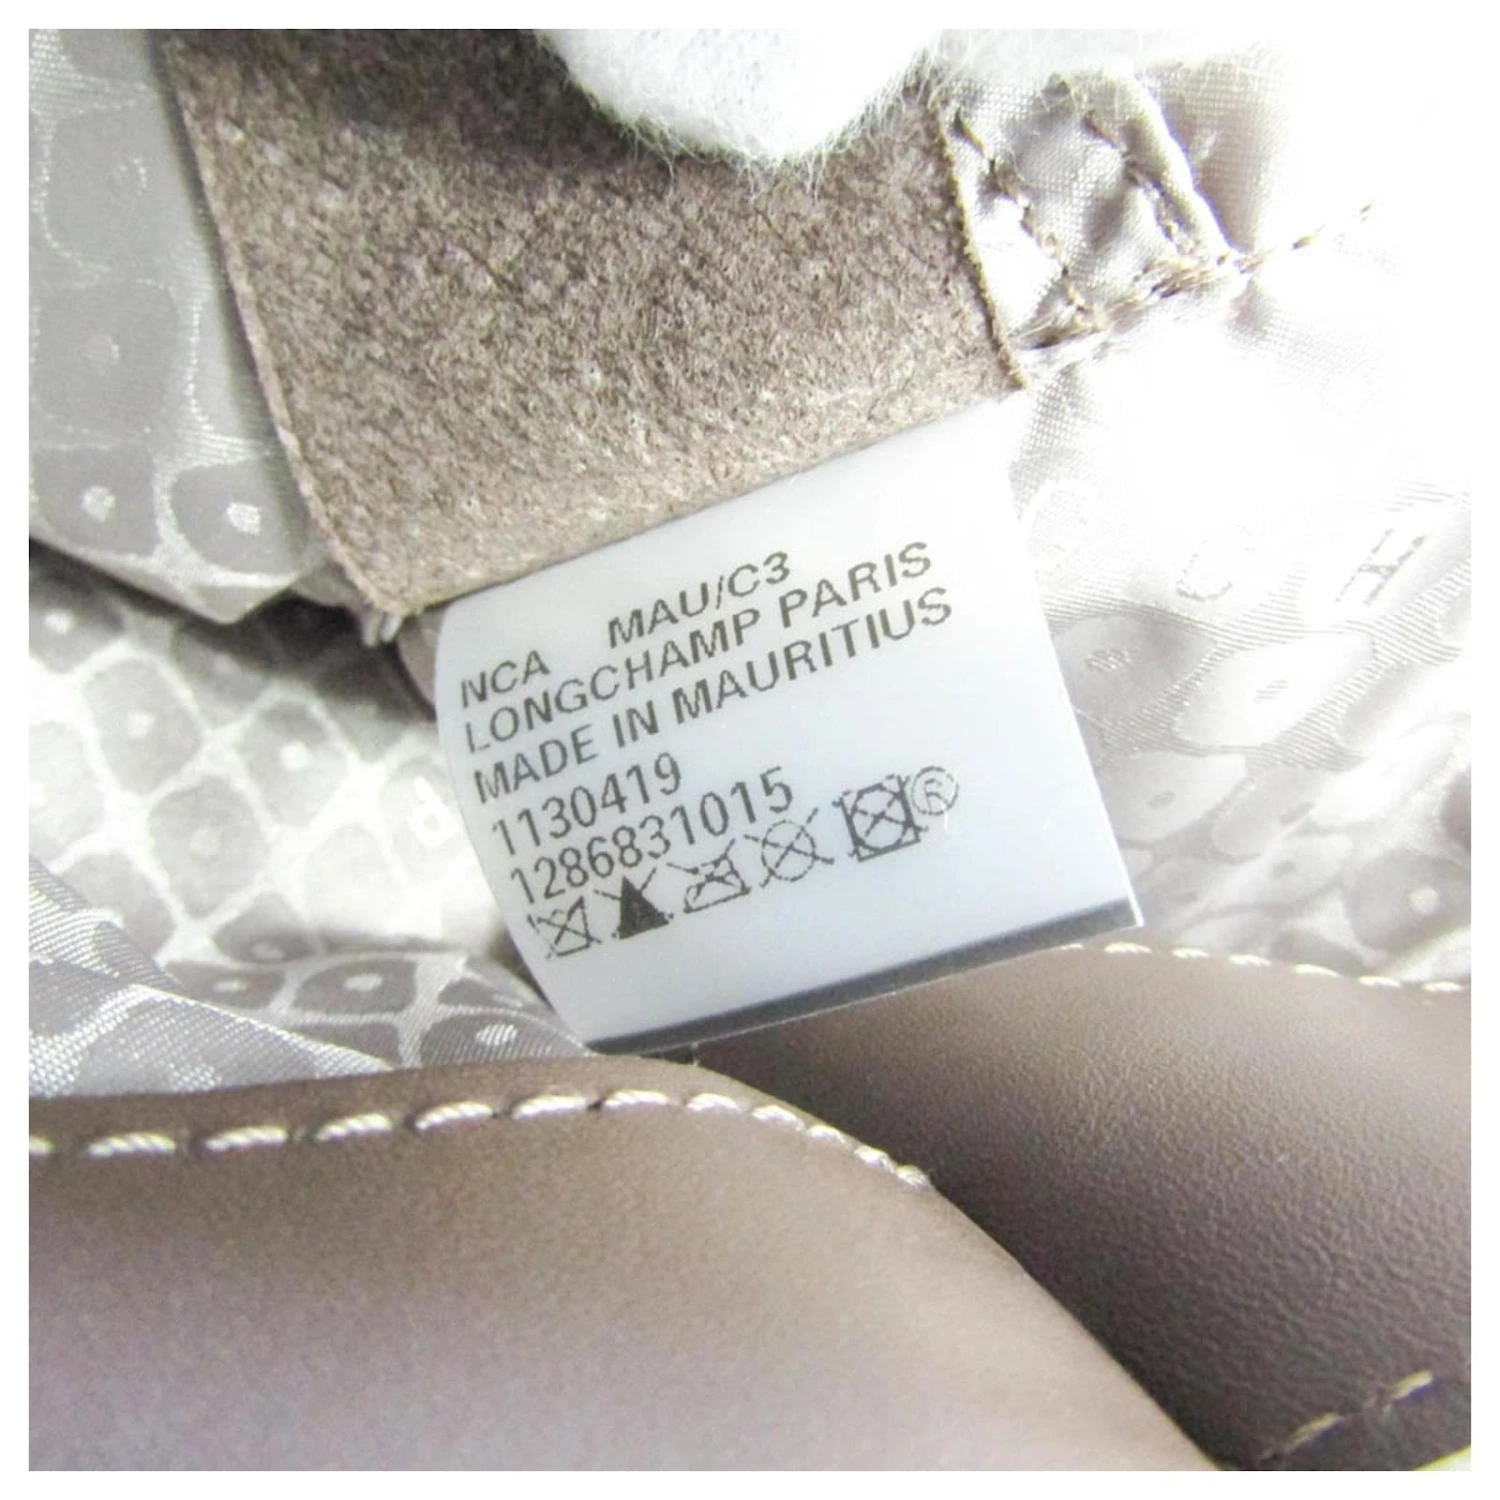 NCA MAU/C3
LONGCHAMP PARIS
MADE IN MAURITIUS
1130419
1286831015
®